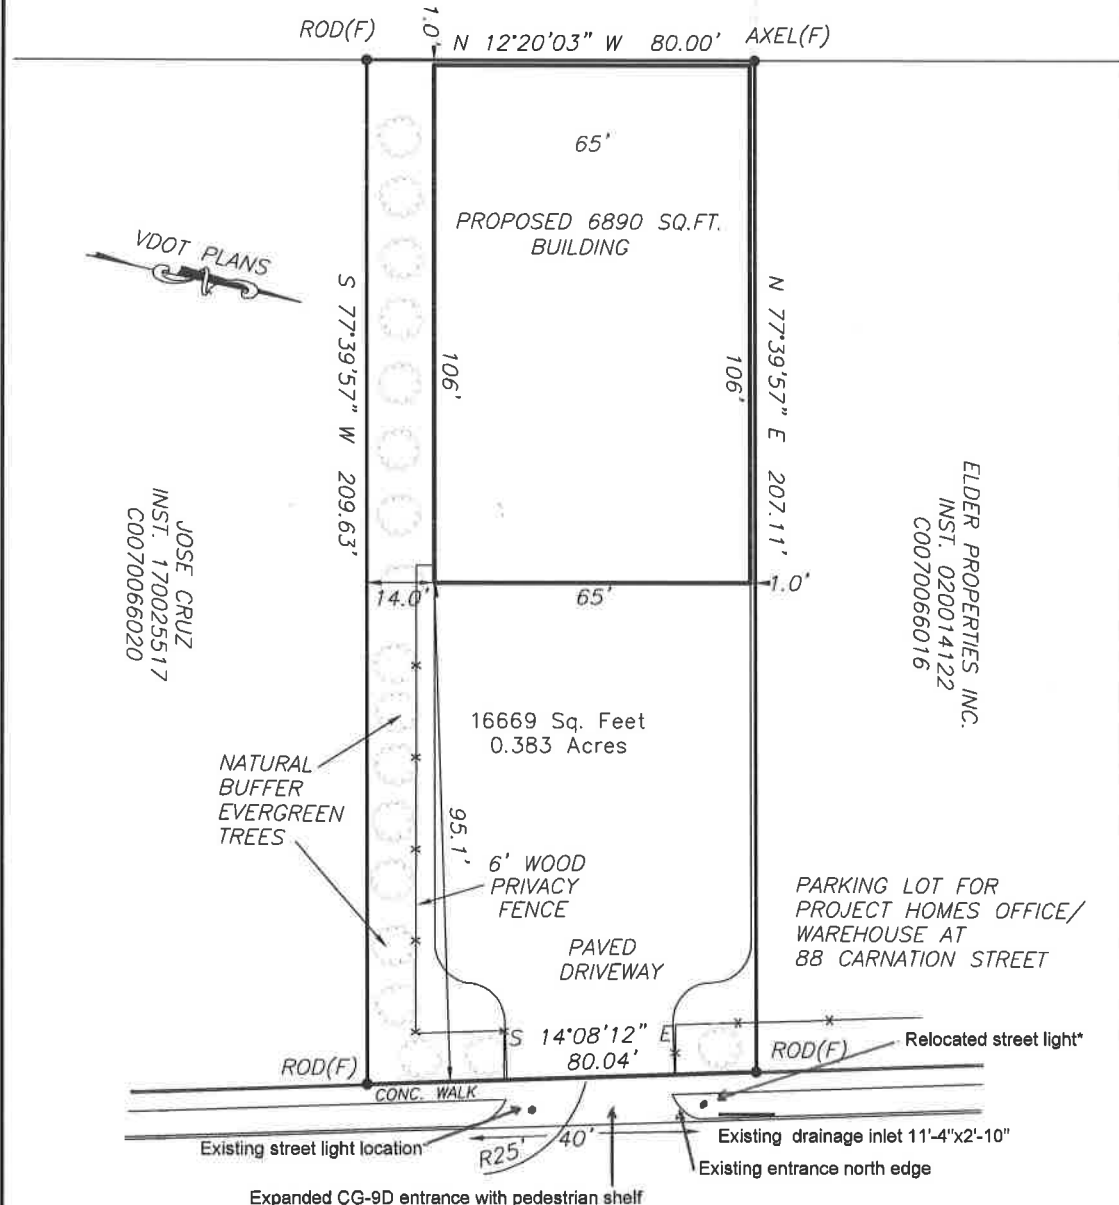 ROD(F)
1.0'
N 12°20'03" W 80.00'
AXEL(F)
65'
PROPOSED 6890 SQ.FT.
BUILDING
VDOT PLANS
S 77°39'57" W 209.63'
106'
106'
N 77°39'57" E 207.11'
JOSE CRUZ
INST. 170025517
C0070066020
ELDER PROPERTIES INC.
INST. 020014122
C0070066016
14.0'
65'
1.0'
16669 Sq. Feet
0.383 Acres
NATURAL
BUFFER
EVERGREEN
TREES
95.1'
6' WOOD
PRIVACY
FENCE
PAVED
DRIVEWAY
PARKING LOT FOR
PROJECT HOMES OFFICE/
WAREHOUSE AT
88 CARNATION STREET
S 14°08'12" E
80.04'
ROD(F)
ROD(F)
Relocated street light*
CONC. WALK
Existing street light location
R25'
40'
Existing drainage inlet 11'-4"x2'-10"
Existing entrance north edge
Expanded CG-9D entrance with pedestrian shelf